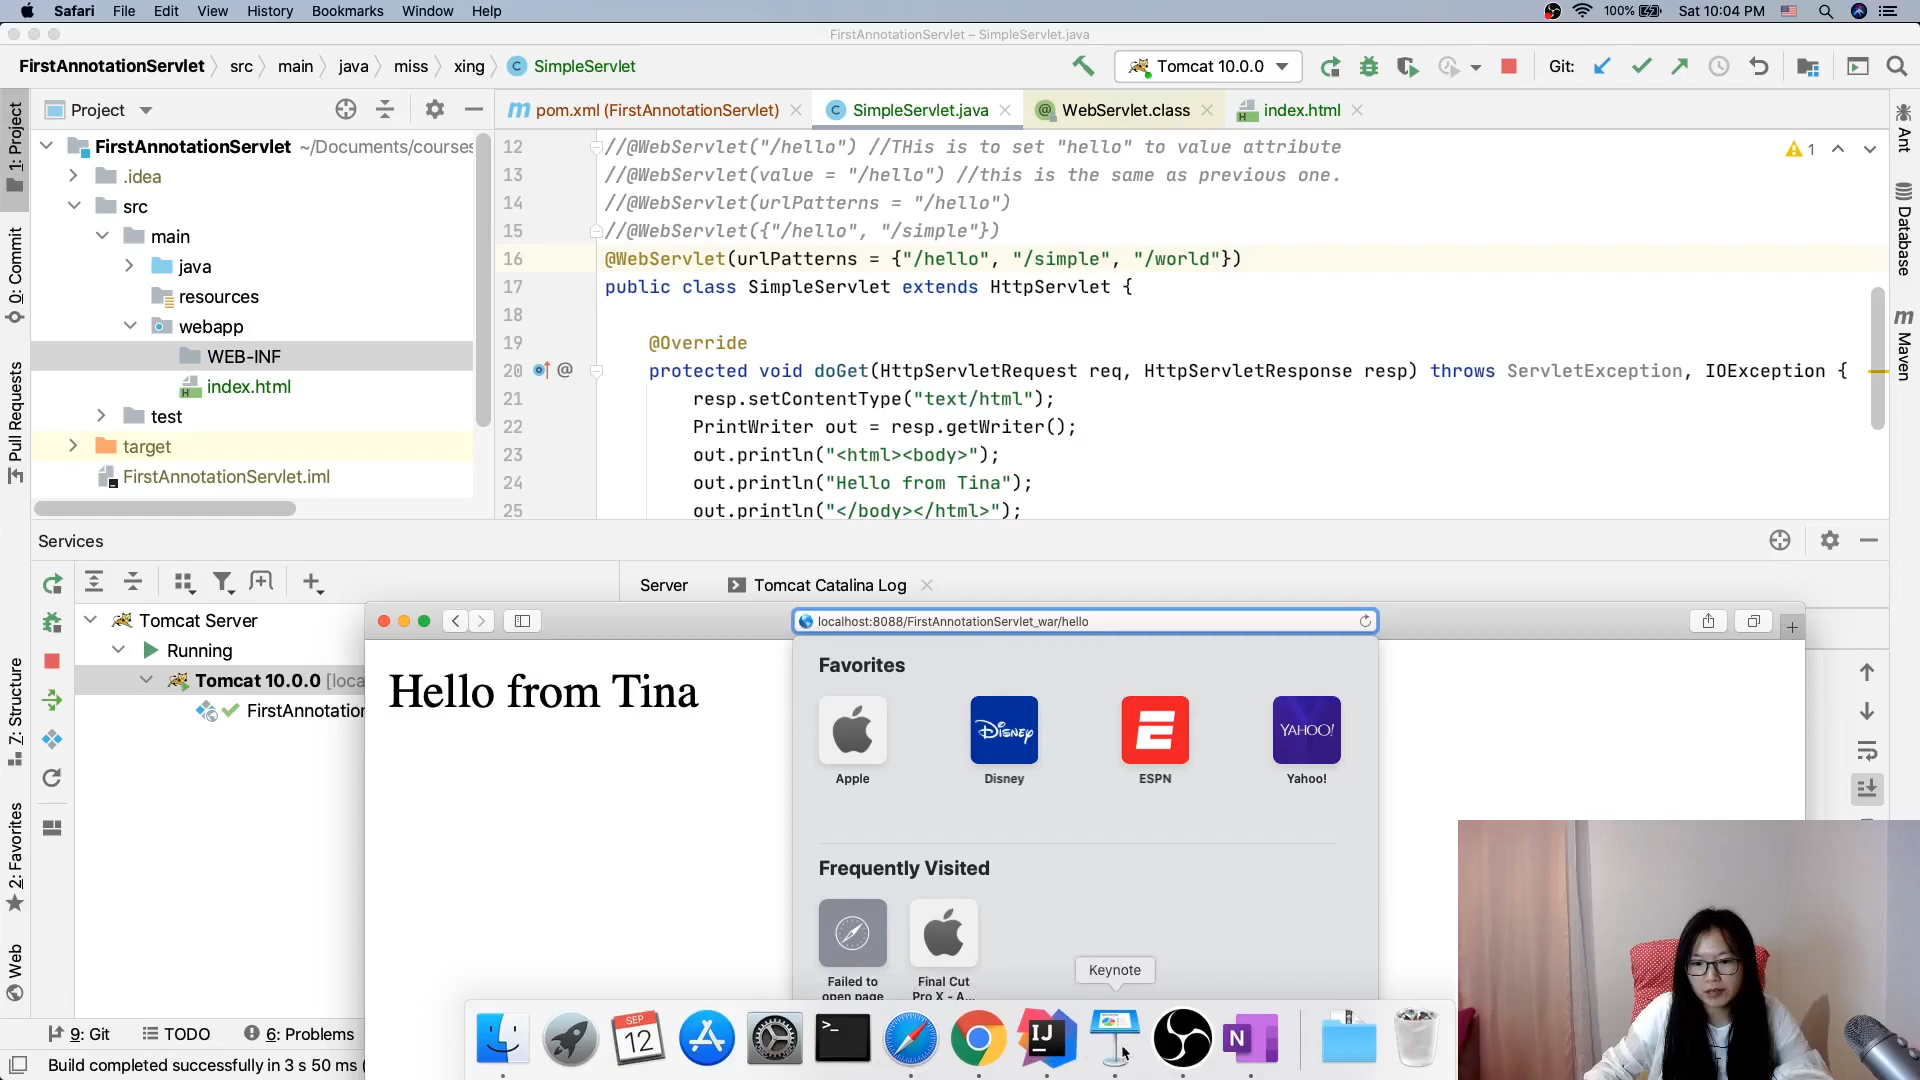 Safari File Edit View History Bookmarks Window Help 100% Sat 10:04 PM
FirstAnnotationServlet – SimpleServlet.java
FirstAnnotationServlet src main java miss xing C SimpleServlet Tomcat 10.0.0 Git:
Project
m pom.xml (FirstAnnotationServlet) C SimpleServlet.java @ WebServlet.class H index.html
1: Project
0: Commit
Pull Requests
Z: Structure
2: Favorites
Web
FirstAnnotationServlet ~/Documents/courses
.idea
src
main
java
resources
webapp
WEB-INF
index.html
test
target
FirstAnnotationServlet.iml
12 //@WebServlet("/hello") //THis is to set "hello" to value attribute
13 //@WebServlet(value = "/hello") //this is the same as previous one.
14 //@WebServlet(urlPatterns = "/hello")
15 //@WebServlet({"/hello", "/simple"})
16 @WebServlet(urlPatterns = {"/hello", "/simple", "/world"})
17 public class SimpleServlet extends HttpServlet {
18
19 @Override
20 @ protected void doGet(HttpServletRequest req, HttpServletResponse resp) throws ServletException, IOException {
21 resp.setContentType("text/html");
22 PrintWriter out = resp.getWriter();
23 out.println("<html><body>");
24 out.println("Hello from Tina");
25 out.println("</body></html>");
1
Ant
Database
m Maven
Services
Server Tomcat Catalina Log
Tomcat Server
Running
Tomcat 10.0.0 [loca
FirstAnnotation
localhost:8088/FirstAnnotationServlet_war/hello
Hello from Tina
Favorites
DISNEY E YAHOO!
Apple Disney ESPN Yahoo!
Frequently Visited
Failed to open page
Final Cut Pro X - A...
Keynote
SEP
12
>_
IJ
N
9: Git TODO 6: Problems
Build completed successfully in 3 s 50 ms (